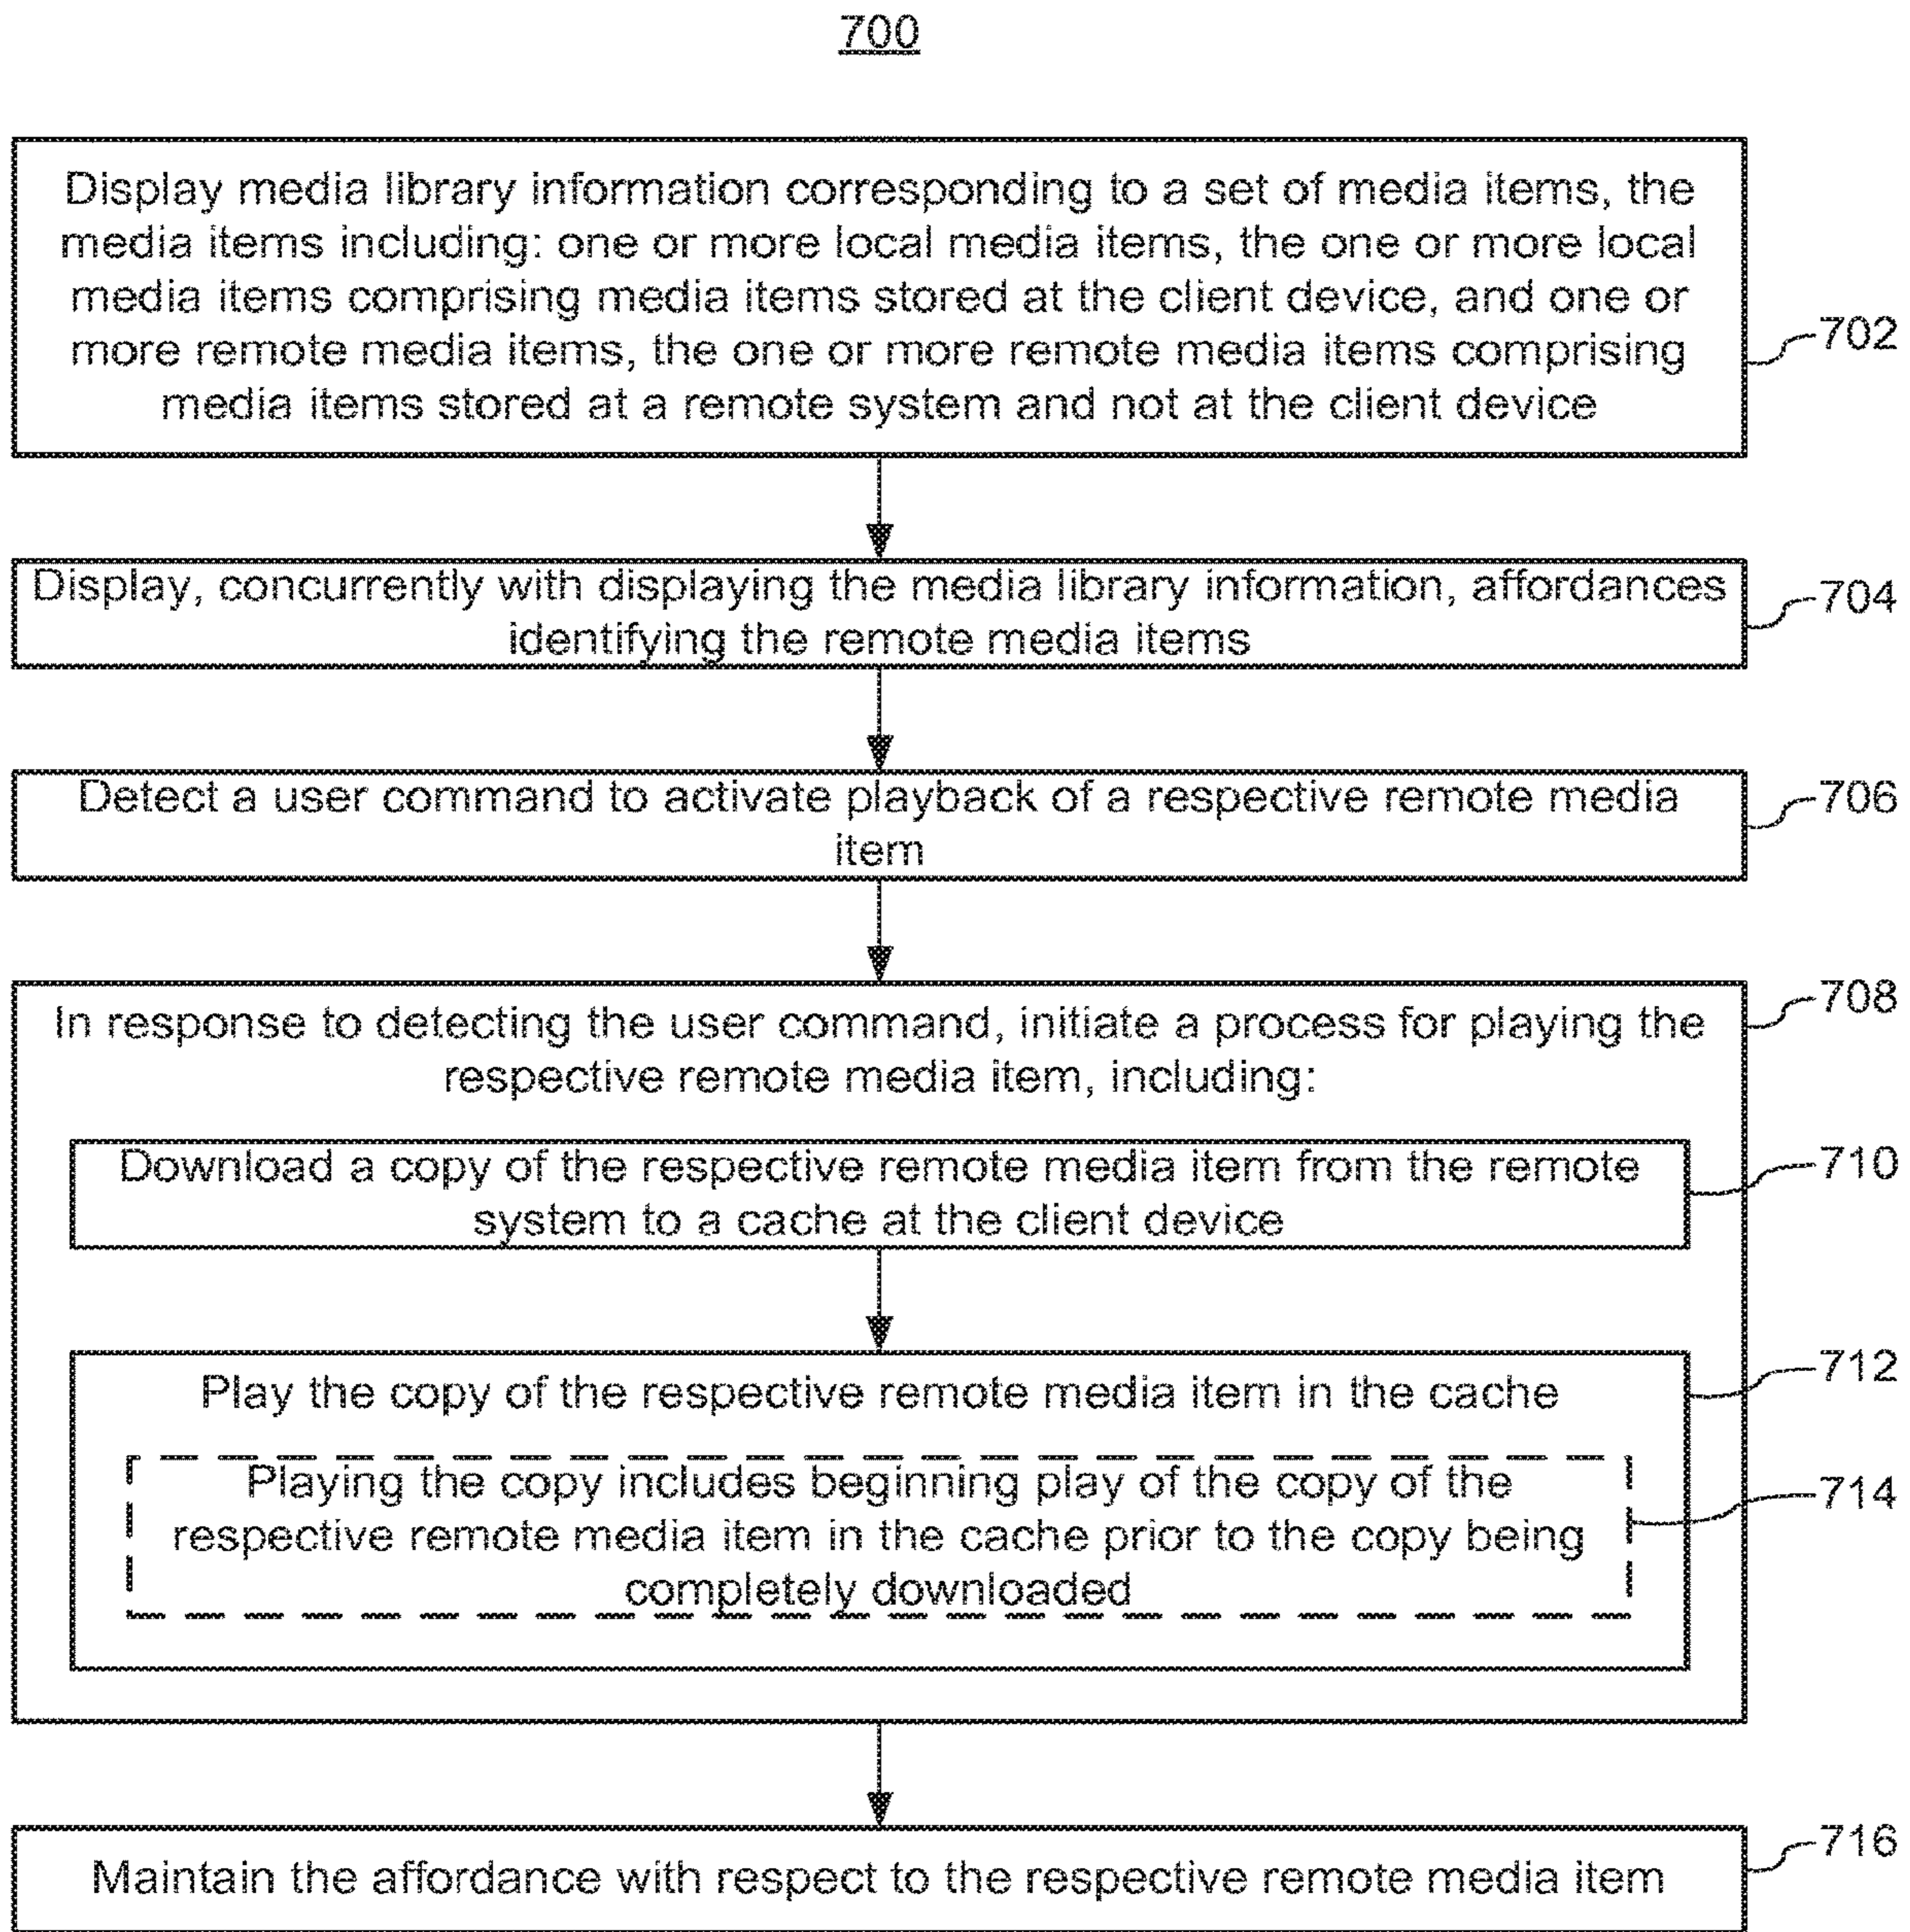 700
Display media library information corresponding to a set of media items, the
media items including: one or more local media items, the one or more local
media items comprising media items stored at the client device, and one or
more remote media items, the one or more remote media items comprising
media items stored at a remote system and not at the client device
702
Display, concurrently with displaying the media library information, affordances
identifying the remote media items
704
Detect a user command to activate playback of a respective remote media
item
706
708
In response to detecting the user command, initiate a process for playing the
respective remote media item, including:
Download a copy of the respective remote media item from the remote
system to a cache at the client device
710
712
Play the copy of the respective remote media item in the cache
Playing the copy includes beginning play of the copy of the
respective remote media item in the cache prior to the copy being
completely downloaded
714
Maintain the affordance with respect to the respective remote media item
716